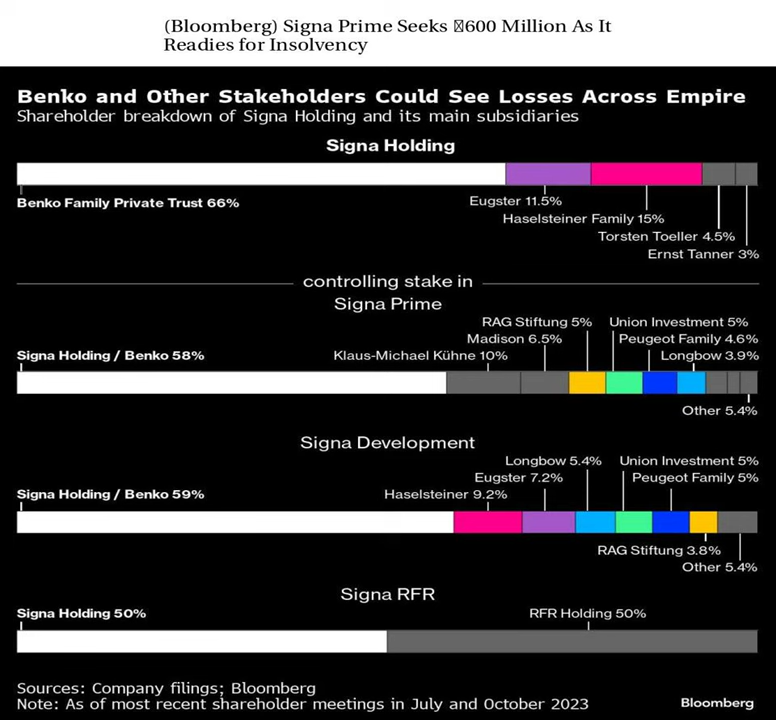 (Bloomberg) Signa Prime Seeks 600 Million As It
Readies for Insolvency
Benko and Other Stakeholders Could See Losses Across Empire
Shareholder breakdown of Signa Holding and its main subsidiaries
Signa Holding
Benko Family Private Trust 66%
Eugster 11.5%
Haselsteiner Family 15%
Torsten Toeller 4.5%
Ernst Tanner 3%
controlling stake in
Signa Prime
RAG Stiftung 5% Union Investment 5%
Madison 6.5% Peugeot Family 4.6%
Signa Holding / Benko 58% Klaus-Michael Kühne 10% Longbow 3.9%
Other 5.4%
Signa Development
Longbow 5.4% Union Investment 5%
Eugster 7.2% Peugeot Family 5%
Signa Holding / Benko 59% Haselsteiner 9.2%
RAG Stiftung 3.8%
Other 5.4%
Signa RFR
Signa Holding 50% RFR Holding 50%
Sources: Company filings; Bloomberg
Note: As of most recent shareholder meetings in July and October 2023 Bloomberg